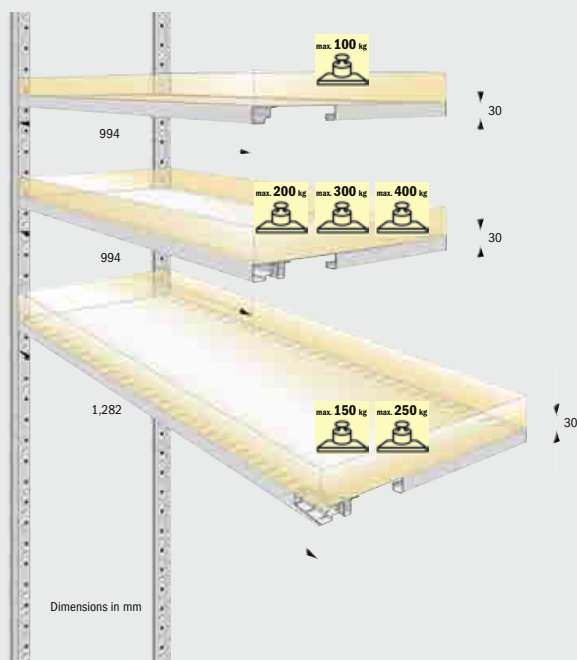 max. 100 kg
30
994
max. 200 kg
max. 300 kg
max. 400 kg
30
994
1,282
max. 150 kg
max. 250 kg
30
Dimensions in mm